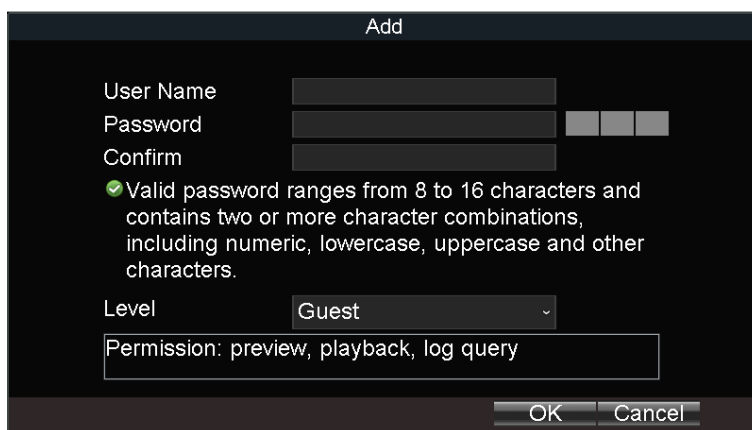 Add
User Name
Password
Confirm
Valid password ranges from 8 to 16 characters and
contains two or more character combinations,
including numeric, lowercase, uppercase and other
characters.
Level Guest
Permission: preview, playback, log query
OK Cancel